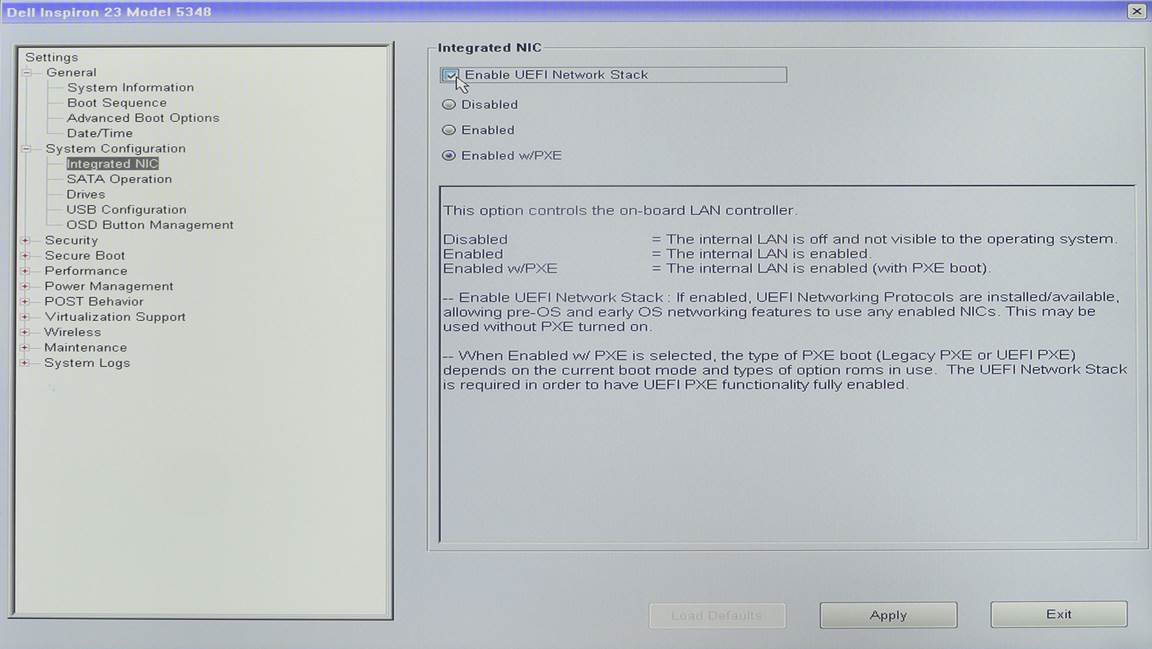 Dell Inspiron 23 Model 5348
Settings
General
System Information
Boot Sequence
Advanced Boot Options
Date/Time
System Configuration
Integrated NIC
SATA Operation
Drives
USB Configuration
OSD Button Management
Security
Secure Boot
Performance
Power Management
POST Behavior
Virtualization Support
Wireless
Maintenance
System Logs
Integrated NIC
Enable UEFI Network Stack
Disabled
Enabled
Enabled w/PXE
This option controls the on-board LAN controller.
Disabled = The internal LAN is off and not visible to the operating system.
Enabled = The internal LAN is enabled.
Enabled w/PXE = The internal LAN is enabled (with PXE boot).
-- Enable UEFI Network Stack : If enabled, UEFI Networking Protocols are installed/available,
allowing pre-OS and early OS networking features to use any enabled NICs. This may be
used without PXE turned on.
-- When Enabled w/ PXE is selected, the type of PXE boot (Legacy PXE or UEFI PXE)
depends on the current boot mode and types of option roms in use. The UEFI Network Stack
is required in order to have UEFI PXE functionality fully enabled.
Load Defaults
Apply
Exit